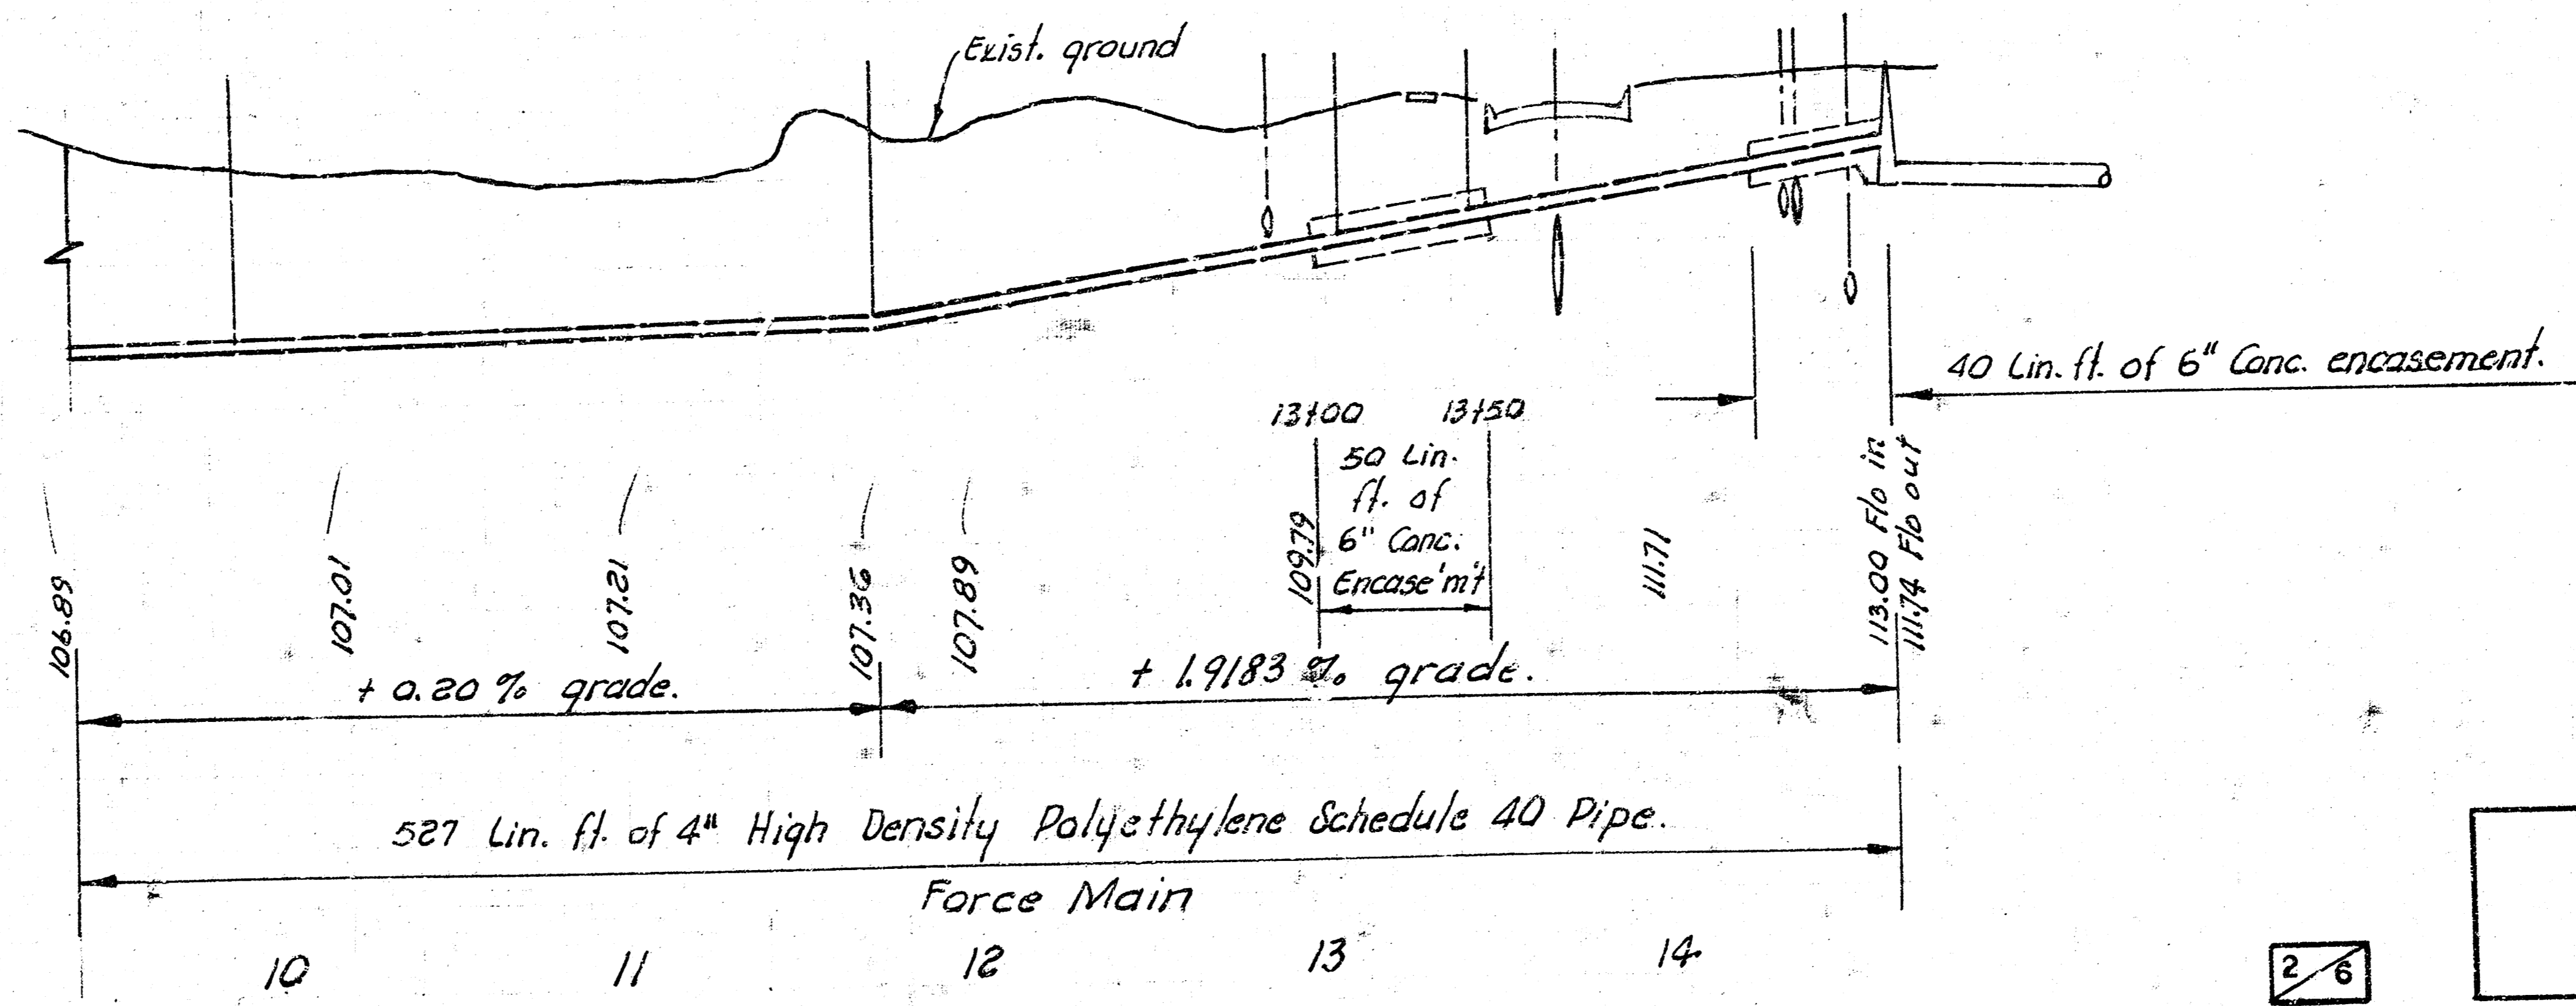 Exist. ground
40 Lin. ft. of 6" Conc. encasement.
13+00
13+50
50 Lin.
ft. of
6" Conc.
Encase'm't
106.89
107.01
107.21
107.36
107.89
109.79
111.71
113.00 Flo in
111.74 Flo out
+ 0.20 % grade.
+ 1.9183 % grade.
527 Lin. ft. of 4" High Density Polyethylene Schedule 40 Pipe.
Force Main
10
11
12
13
14
2/6